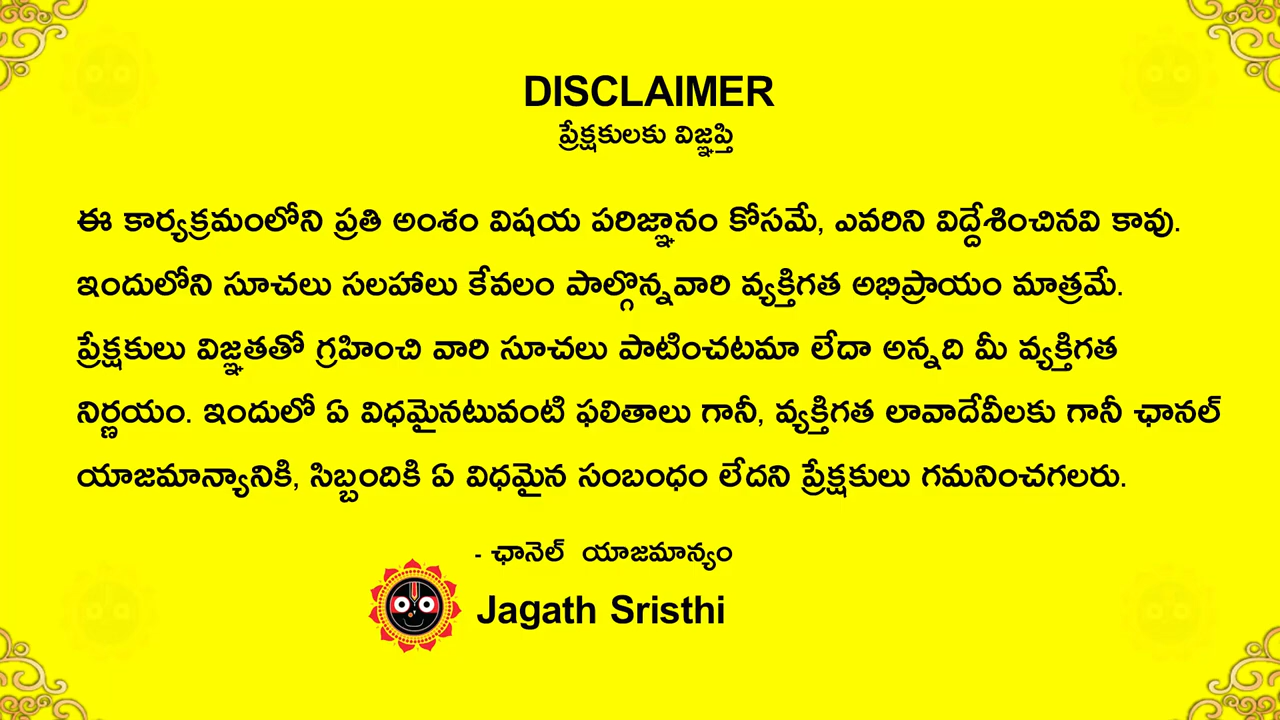 DISCLAIMER
ప్రేక్షకులకు విజ్ఞప్తి
ఈ కార్యక్రమంలోని ప్రతి అంశం విషయ పరిజ్ఞానం కోసమే, ఎవరిని విద్దేశించినవి కావు.
ఇందులోని సూచలు సలహాలు కేవలం పాల్గొన్నవారి వ్యక్తిగత అభిప్రాయం మాత్రమే.
ప్రేక్షకులు విజ్ఞతతో గ్రహించి వారి సూచలు పాటించటమా లేదా అన్నది మీ వ్యక్తిగత
నిర్ణయం. ఇందులో ఏ విధమైనటువంటి ఫలితాలు గానీ, వ్యక్తిగత లావాదేవీలకు గానీ ఛానల్
యాజమాన్యానికి, సిబ్బందికి ఏ విధమైన సంబంధం లేదని ప్రేక్షకులు గమనించగలరు.
- ఛానెల్ యాజమాన్యం
Jagath Sristhi